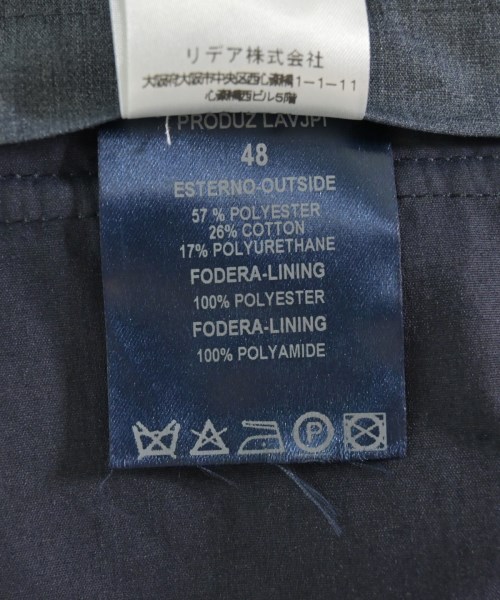 リデア株式会社
大阪府大阪市中央区西心斎橋1-1-11
心斎橋西ビル5階
PRODUZ LAVJPI
48
ESTERNO-OUTSIDE
57 % POLYESTER
26% COTTON
17% POLYURETHANE
FODERA-LINING
100% POLYESTER
FODERA-LINING
100% POLYAMIDE
P